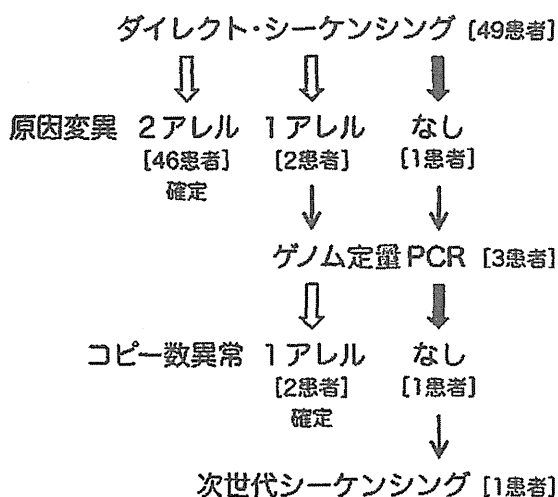 ダイレクト・シーケンシング [49患者]
原因変異 2アレル 1アレル なし
[46患者] [2患者] [1患者]
確定
ゲノム定量PCR [3患者]
コピー数異常 1アレル なし
[2患者] [1患者]
確定
次世代シーケンシング [1患者]